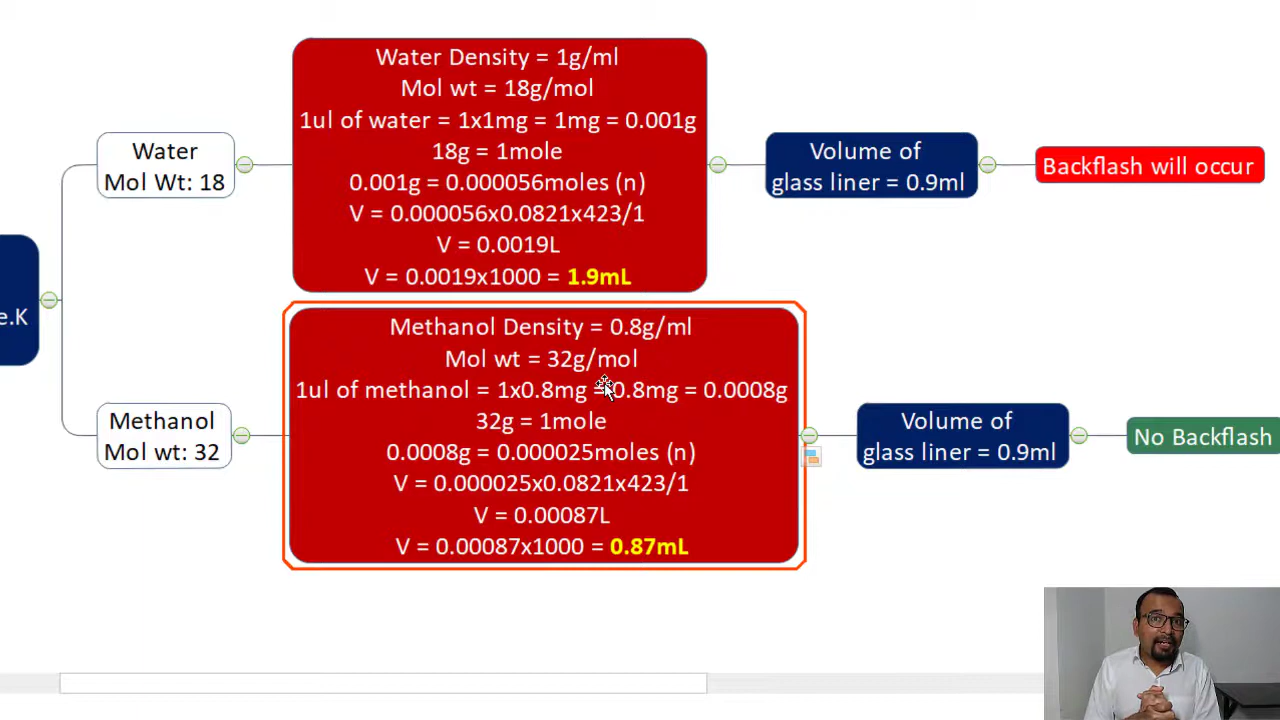 e.K
Water
Mol Wt: 18
Water Density = 1g/ml
Mol wt = 18g/mol
1ul of water = 1x1mg = 1mg = 0.001g
18g = 1mole
0.001g = 0.000056moles (n)
V = 0.000056x0.0821x423/1
V = 0.0019L
V = 0.0019x1000 = 1.9mL
Volume of
glass liner = 0.9ml
Backflash will occur
Methanol
Mol wt: 32
Methanol Density = 0.8g/ml
Mol wt = 32g/mol
1ul of methanol = 1x0.8mg = 0.8mg = 0.0008g
32g = 1mole
0.0008g = 0.000025moles (n)
V = 0.000025x0.0821x423/1
V = 0.00087L
V = 0.00087x1000 = 0.87mL
Volume of
glass liner = 0.9ml
No Backflash